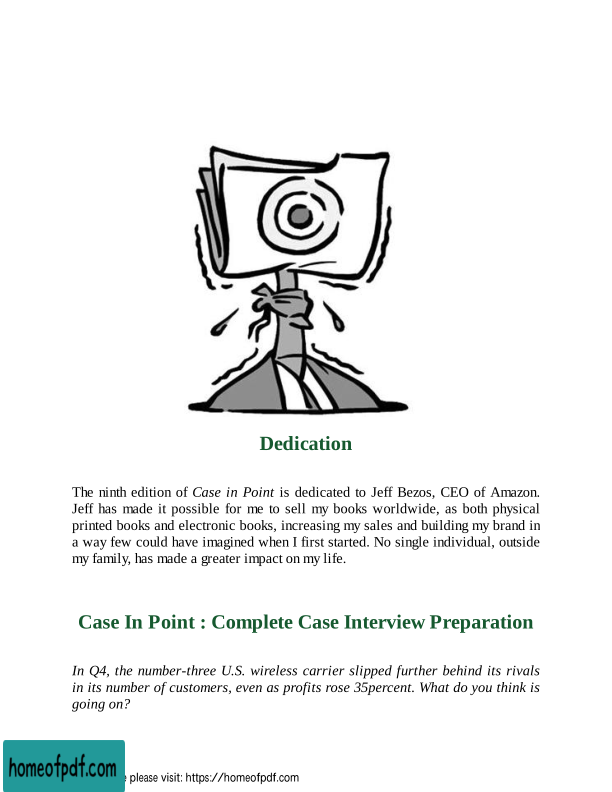 Dedication
The ninth edition of Case in Point is dedicated to Jeff Bezos, CEO of Amazon.
Jeff has made it possible for me to sell my books worldwide, as both physical
printed books and electronic books, increasing my sales and building my brand in
a way few could have imagined when I first started. No single individual, outside
my family, has made a greater impact on my life.
Case In Point : Complete Case Interview Preparation
In Q4, the number-three U.S. wireless carrier slipped further behind its rivals
in its number of customers, even as profits rose 35percent. What do you think is
going on?
homeofpdf.com
please visit: https://homeofpdf.com